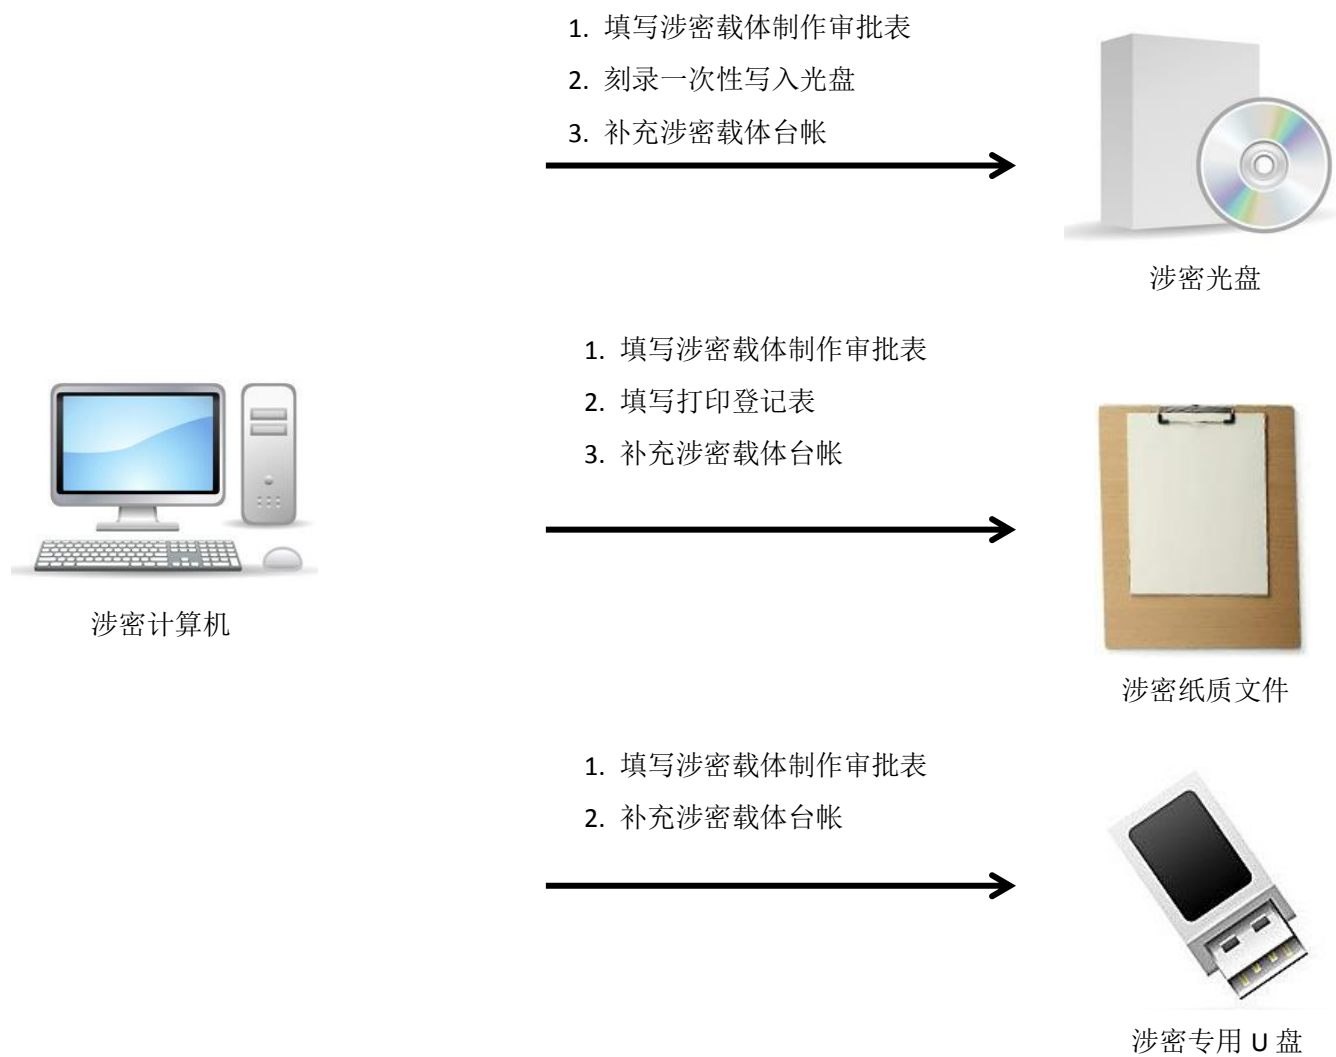 1. 填写涉密载体制作审批表
2. 刻录一次性写入光盘
3. 补充涉密载体台帐
涉密光盘
1. 填写涉密载体制作审批表
2. 填写打印登记表
3. 补充涉密载体台帐
涉密计算机
涉密纸质文件
1. 填写涉密载体制作审批表
2. 补充涉密载体台帐
涉密专用 U 盘